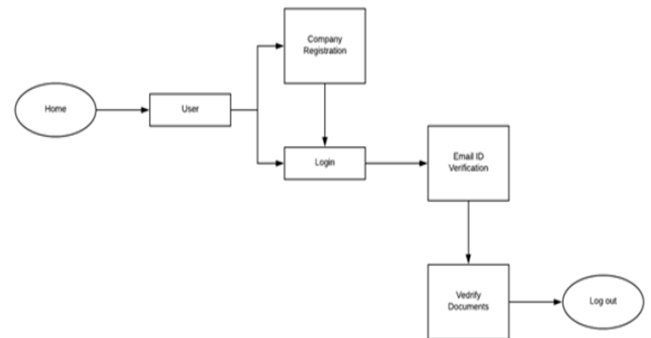 Company
Registration
Home
User
Login
Email ID
Verification
Vedrify
Documents
Log out